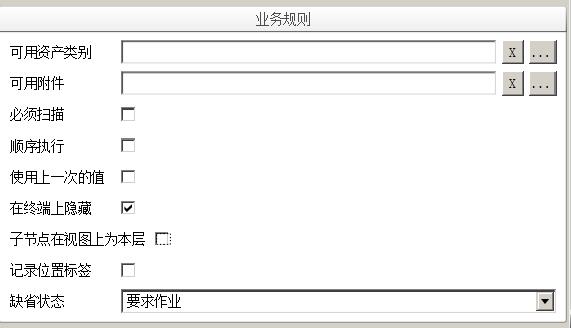 业务规则
可用资产类别 X ...
可用附件 X ...
必须扫描
顺序执行
使用上一次的值
在终端上隐藏
子节点在视图上为本层
记录位置标签
缺省状态 要求作业